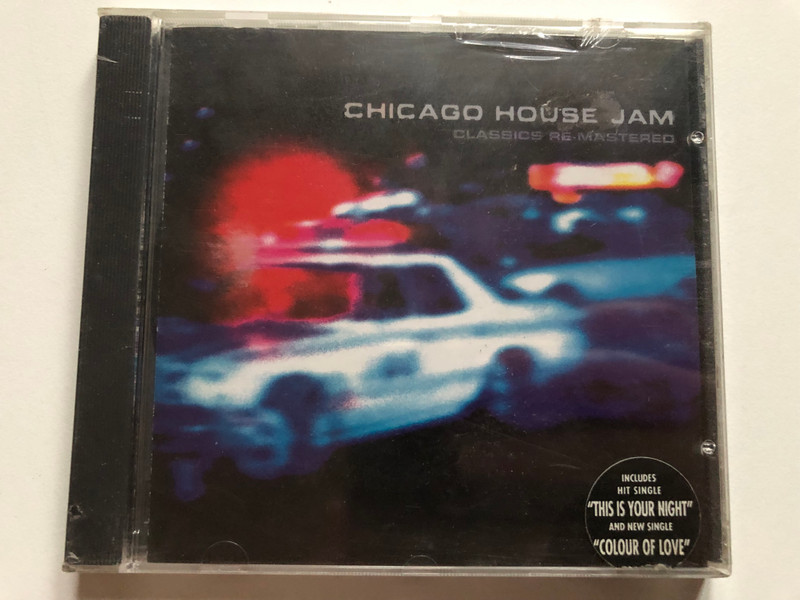 CHICAGO HOUSE JAM
CLASSICS RE-MASTERED
INCLUDES
HIT SINGLE
"THIS IS YOUR NIGHT"
AND NEW SINGLE
"COLOUR OF LOVE"